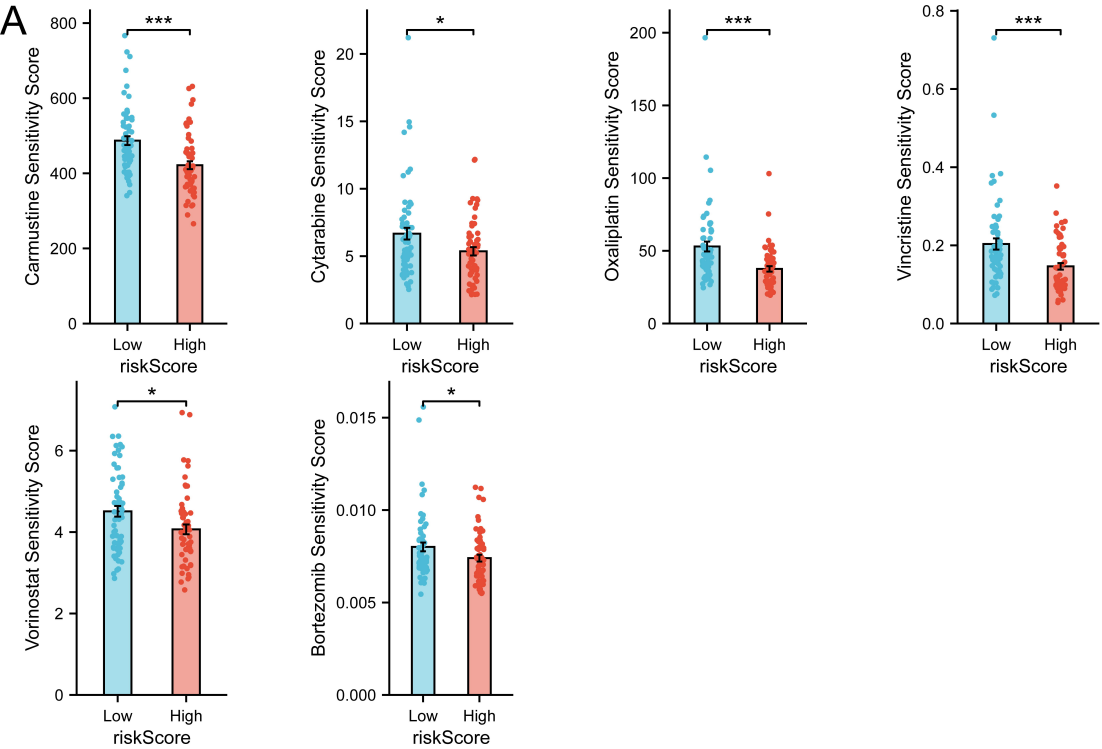 A
Carmustine Sensitivity Score
800
600
400
200
0
***
Low High
riskScore
Cytarabine Sensitivity Score
20
15
10
5
0
*
Low High
riskScore
Oxaliplatin Sensitivity Score
200
150
100
50
0
***
Low High
riskScore
Vincristine Sensitivity Score
0.8
0.6
0.4
0.2
0.0
***
Low High
riskScore
Vorinostat Sensitivity Score
6
4
2
0
*
Low High
riskScore
Bortezomib Sensitivity Score
0.015
0.010
0.005
0.000
*
Low High
riskScore